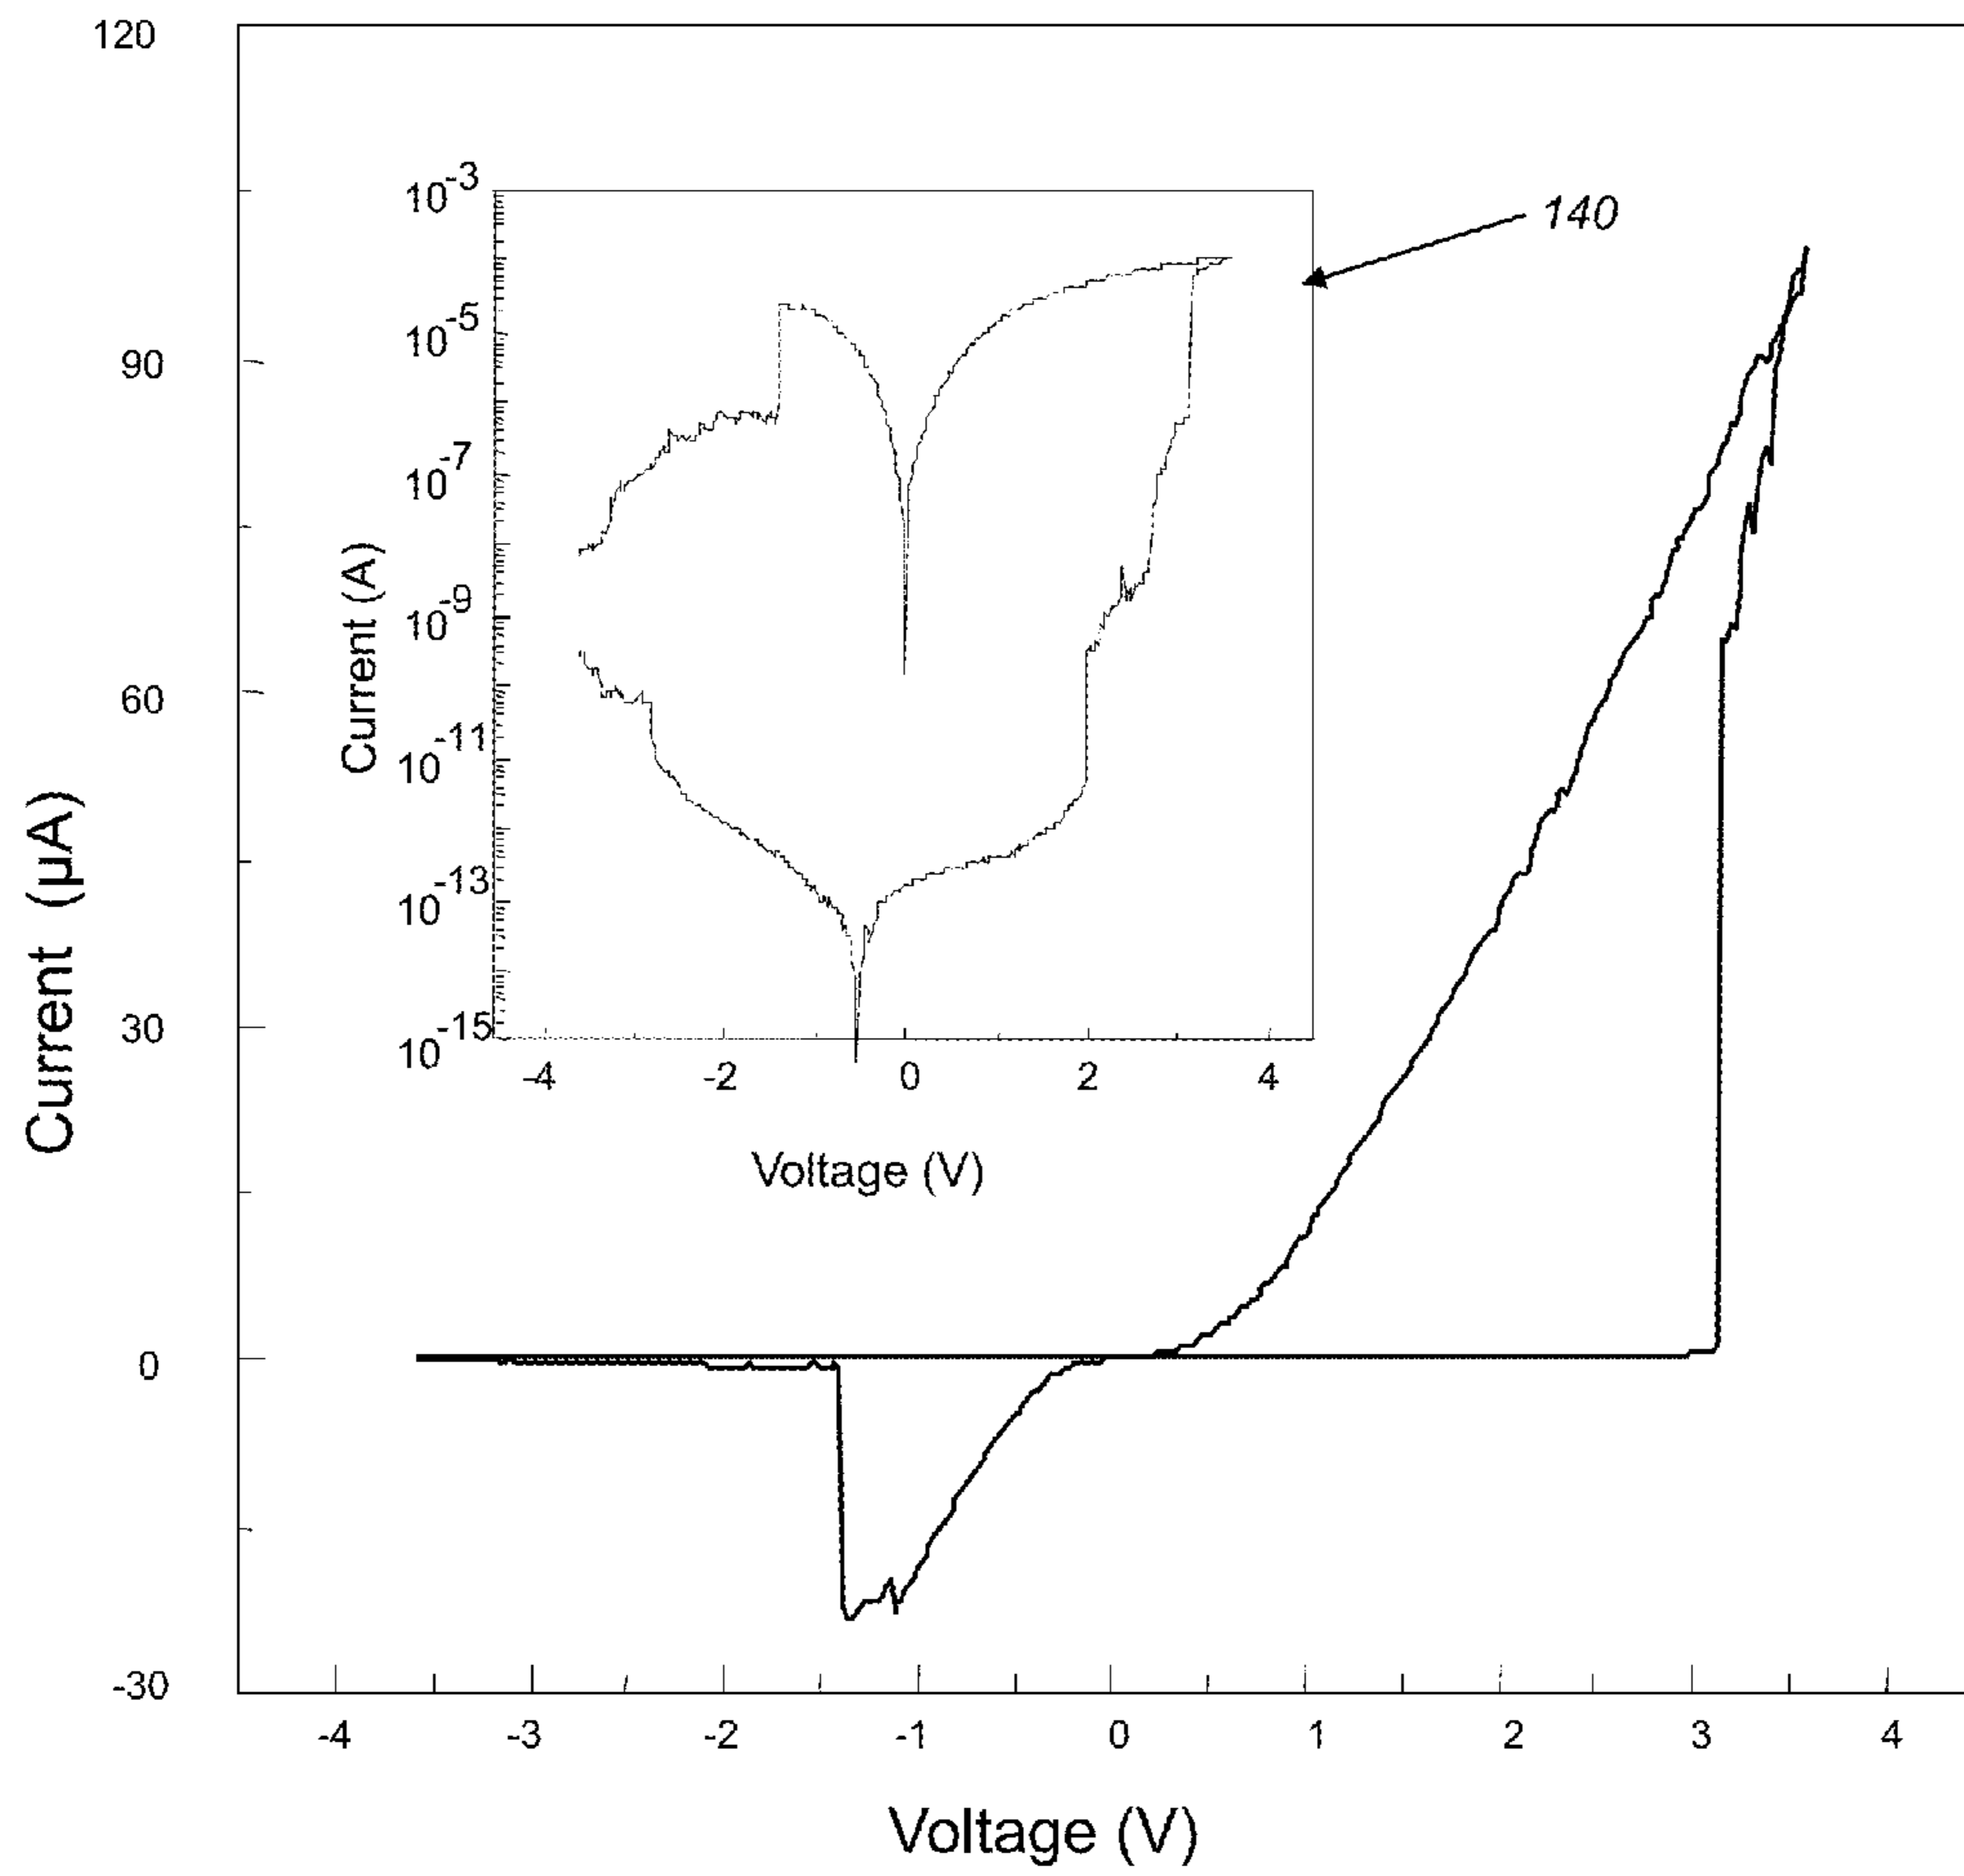 120
90
60
30
0
-30
Current (µA)
-4 -3 -2 -1 0 1 2 3 4
Voltage (V)
140
10-3
10-5
10-7
10-9
10-11
10-13
10-15
Current (A)
-4 -2 0 2 4
Voltage (V)